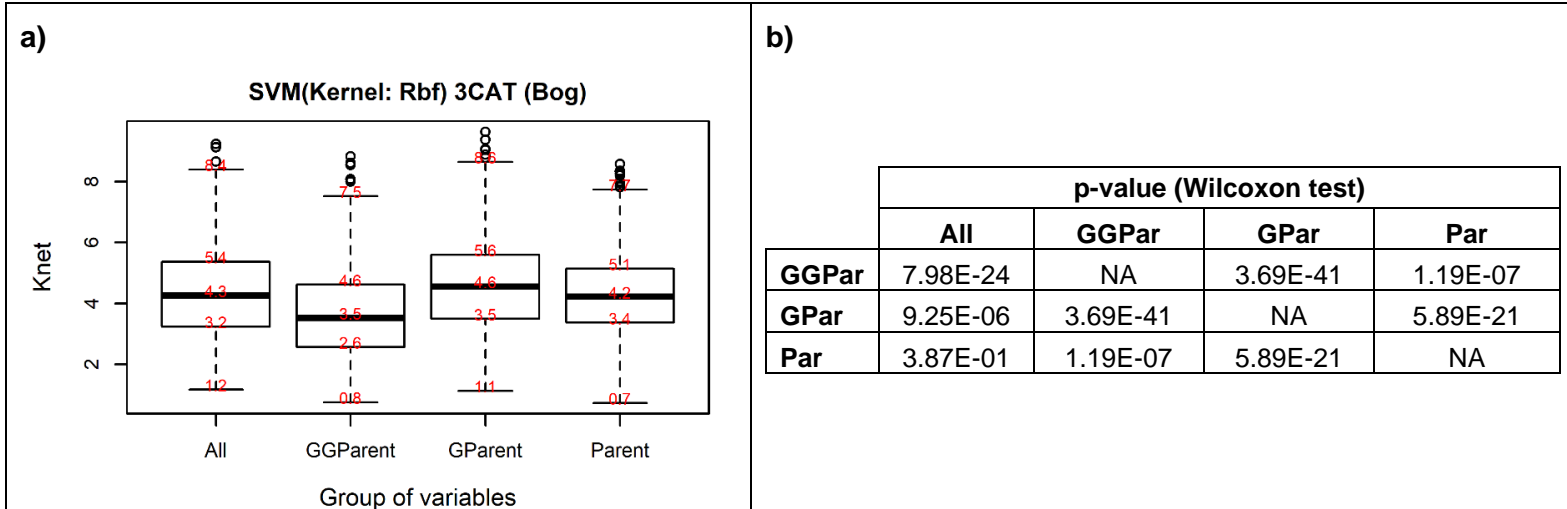 a)
SVM(Kernel: Rbf) 3CAT (Bog)
Knet
8
6
4
2
8.4
5.4
4.3
3.2
1.2
7.5
4.6
3.5
2.6
0.8
8.6
5.6
4.6
3.5
1.1
7.7
5.1
4.2
3.4
0.7
All GGParent GParent Parent
Group of variables
b)
p-value (Wilcoxon test)
All GGPar GPar Par
GGPar 7.98E-24 NA 3.69E-41 1.19E-07
GPar 9.25E-06 3.69E-41 NA 5.89E-21
Par 3.87E-01 1.19E-07 5.89E-21 NA